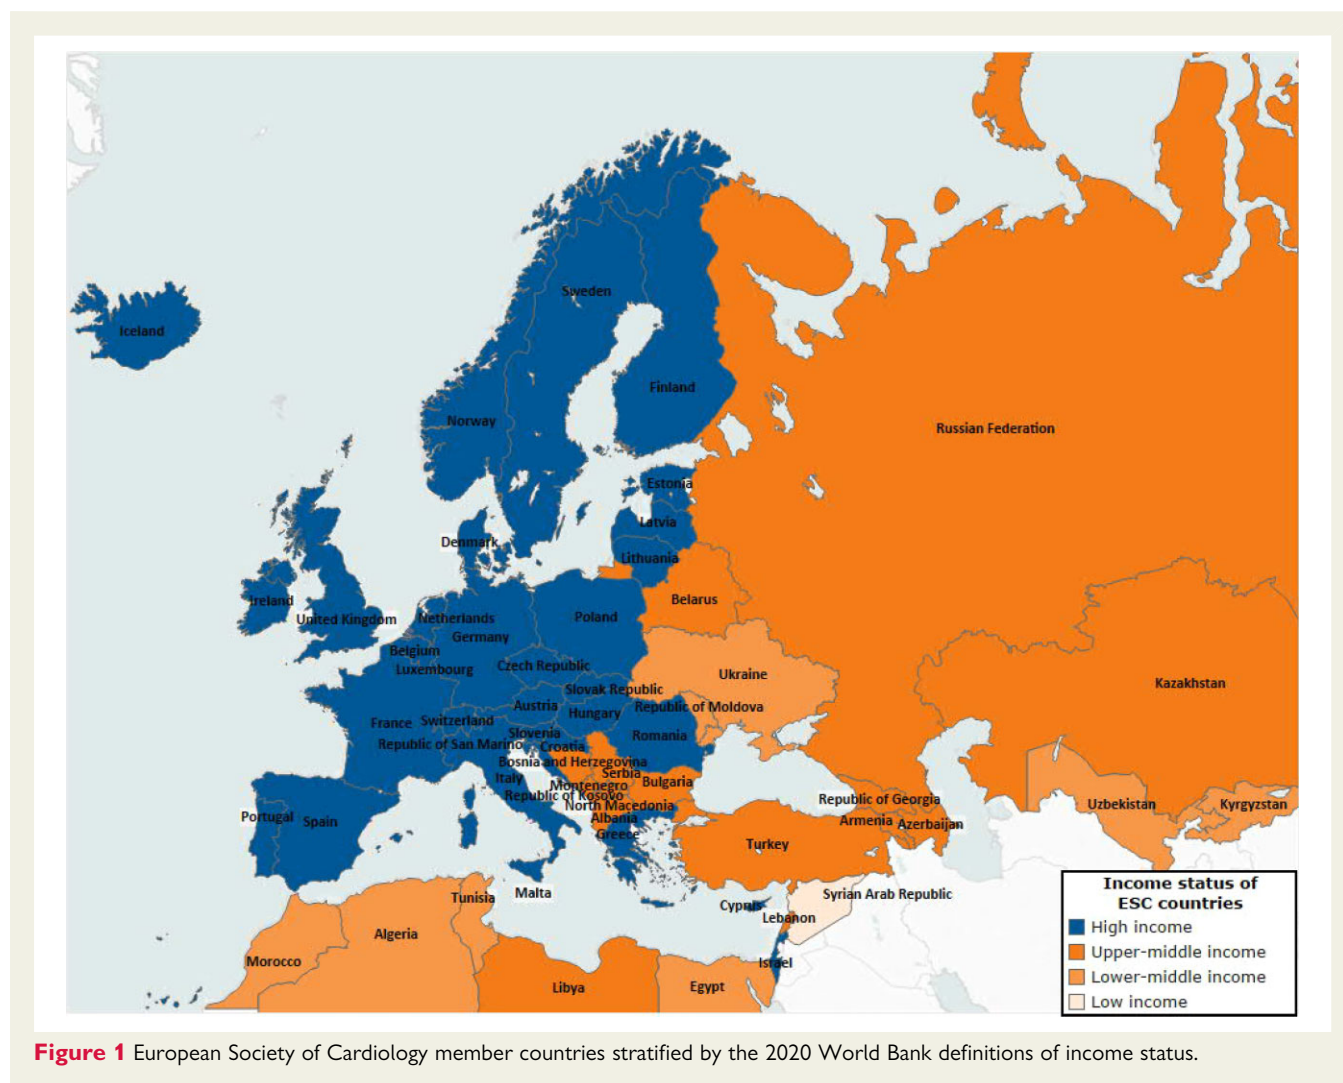 Iceland
Sweden
Finland
Norway
Russian Federation
Estonia
Latvia
Denmark
Lithuania
Ireland
United Kingdom
Netherlands
Germany
Poland
Belarus
Belgium
Luxembourg
Czech Republic
Ukraine
Kazakhstan
Slovak Republic
Austria
Hungary
Republic of Moldova
France
Switzerland
Slovenia
Romania
Republic of San Marino
Croatia
Bosnia and Herzegovina
Serbia
Italy
Montenegro
Bulgaria
Republic of Kosovo
North Macedonia
Republic of Georgia
Uzbekistan
Kyrgyzstan
Portugal
Spain
Albania
Armenia
Azerbaijan
Greece
Turkey
Malta
Tunisia
Cyprus
Syrian Arab Republic
Lebanon
Algeria
Morocco
Israel
Libya
Egypt
Income status of
ESC countries
High income
Upper-middle income
Lower-middle income
Low income
Figure 1 European Society of Cardiology member countries stratified by the 2020 World Bank definitions of income status.